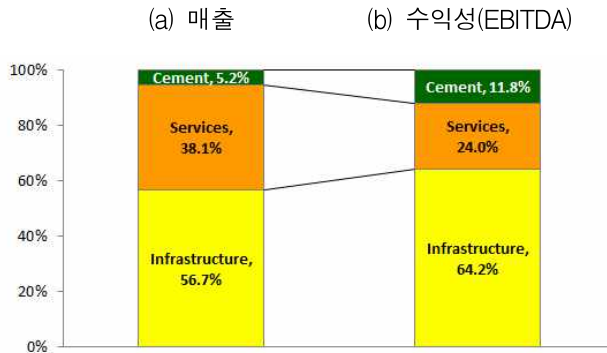 (a) 매출
(b) 수익성(EBITDA)
100%
80%
60%
40%
20%
0%
Cement, 5.2%
Services,
38.1%
Infrastructure,
56.7%
Cement, 11.8%
Services,
24.0%
Infrastructure,
64.2%